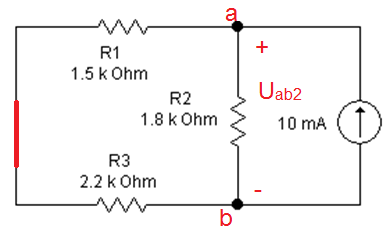 a
R1
1.5 k Ohm
+
R2
1.8 k Ohm
Uab2
10 mA
R3
2.2 k Ohm
-
b